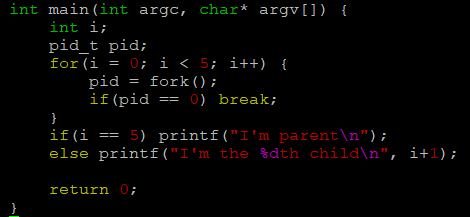 int main(int argc, char* argv[]) {
    int i;
    pid_t pid;
    for(i = 0; i < 5; i++) {
        pid = fork();
        if(pid == 0) break;
    }
    if(i == 5) printf("I'm parent\n");
    else printf("I'm the %dth child\n", i+1);

    return 0;
}